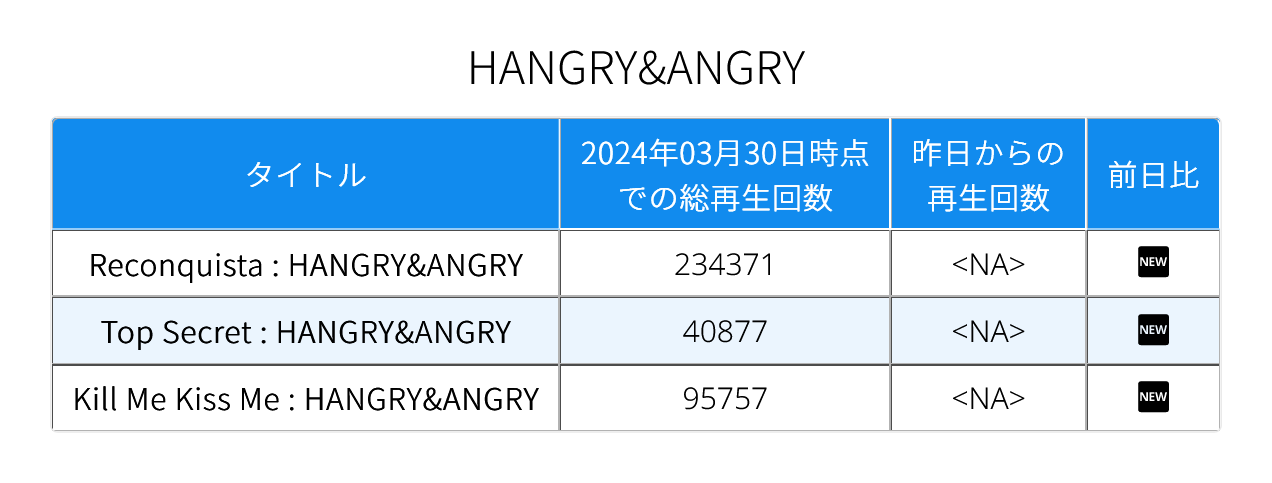 HANGRY&ANGRY
タイトル
2024年03月30日時点
での総再生回数
昨日からの
再生回数
前日比
Reconquista : HANGRY&ANGRY 234371 <NA> NEW
Top Secret : HANGRY&ANGRY 40877 <NA> NEW
Kill Me Kiss Me : HANGRY&ANGRY 95757 <NA> NEW